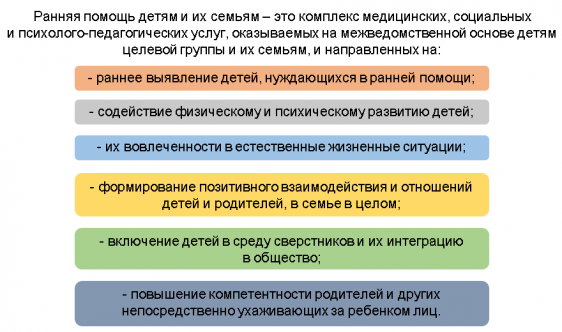 Ранняя помощь детям и их семьям – это комплекс медицинских, социальных
и психолого-педагогических услуг, оказываемых на межведомственной основе детям
целевой группы и их семьям, и направленных на:
- раннее выявление детей, нуждающихся в ранней помощи;
- содействие физическому и психическому развитию детей;
- их вовлеченности в естественные жизненные ситуации;
- формирование позитивного взаимодействия и отношений
детей и родителей, в семье в целом;
- включение детей в среду сверстников и их интеграцию
в общество;
- повышение компетентности родителей и других
непосредственно ухаживающих за ребенком лиц.